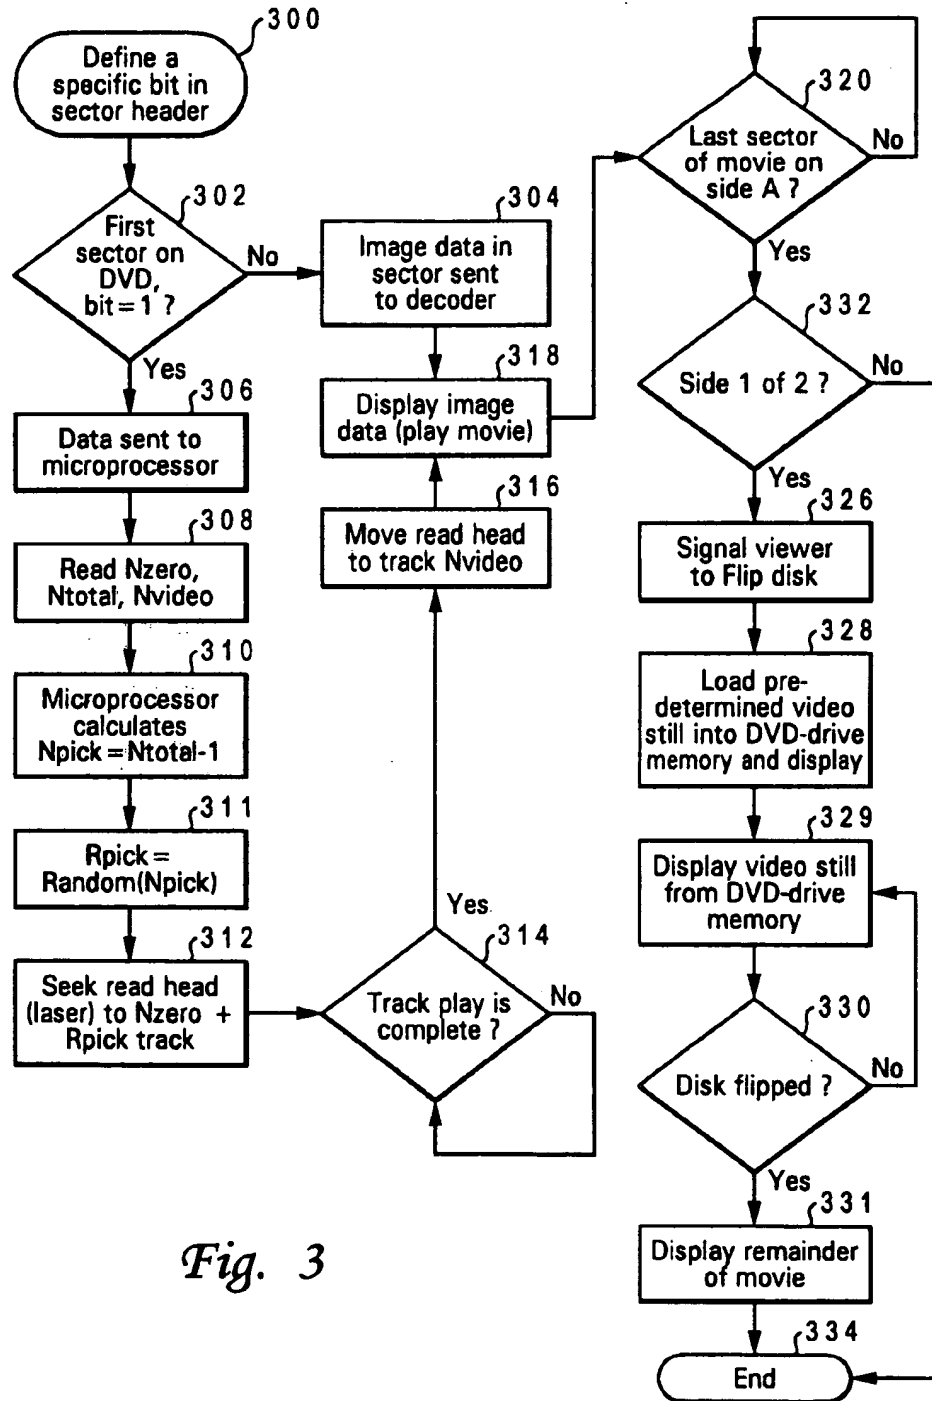 300
Define a
specific bit in
sector header
302
First
sector on
DVD,
bit=1 ?
No
Yes
304
Image data in
sector sent
to decoder
306
Data sent to
microprocessor
308
Read Nzero,
Ntotal, Nvideo
310
Microprocessor
calculates
Npick=Ntotal-1
311
Rpick=
Random(Npick)
312
Seek read head
(laser) to Nzero +
Rpick track
314
Track play is
complete ?
No
Yes
316
Move read head
to track Nvideo
318
Display image
data (play movie)
320
Last sector
of movie on
side A ?
No
Yes
332
Side 1 of 2 ?
No
Yes
326
Signal viewer
to Flip disk
328
Load pre-
determined video
still into DVD-drive
memory and display
329
Display video still
from DVD-drive
memory
330
Disk flipped ?
No
Yes
331
Display remainder
of movie
334
End
Fig. 3